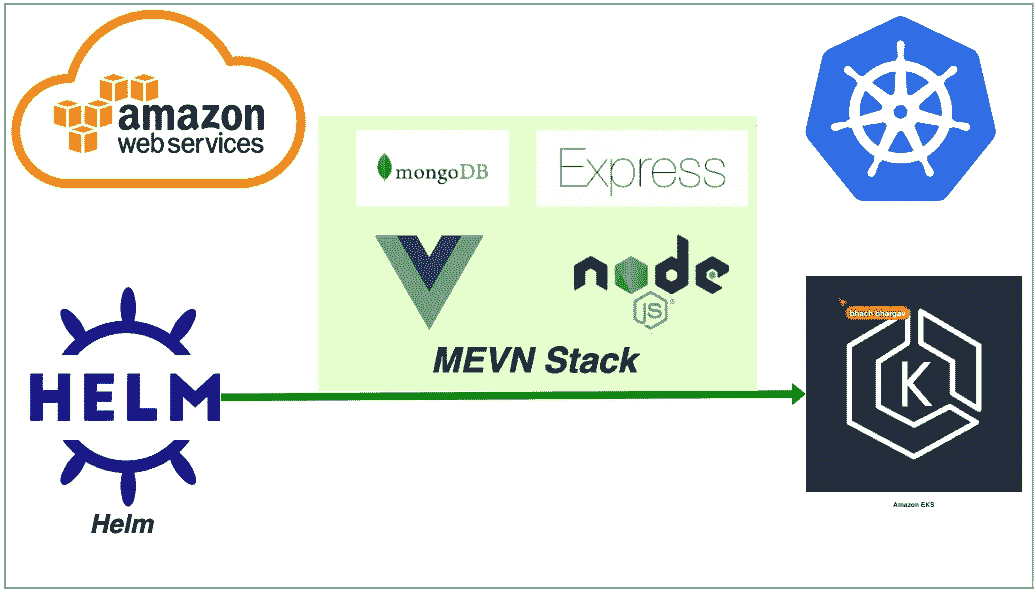 amazon
web services
mongoDB
Express
node
JS
®
MEVN Stack
HELM
Helm
bhach bhargav
K
Amazon EKS